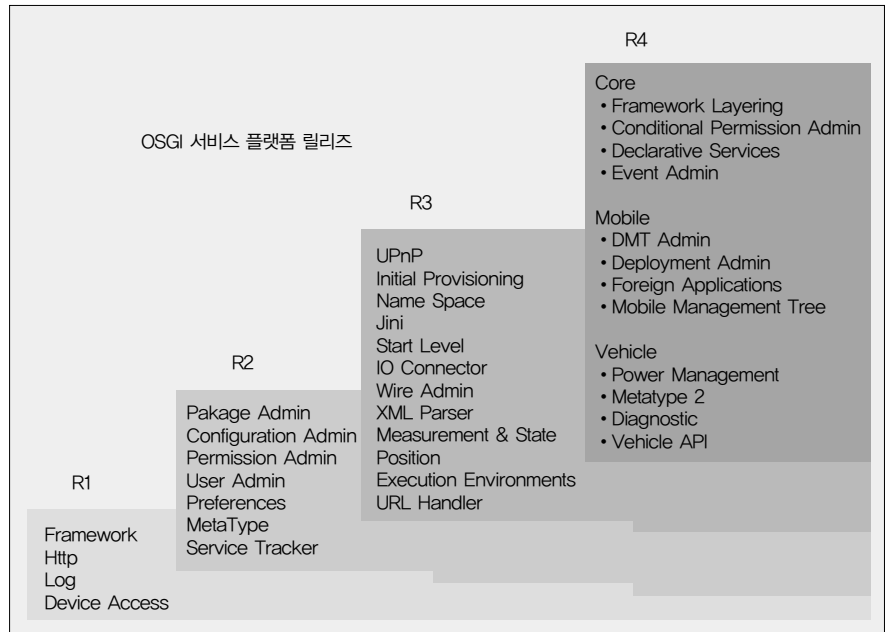 OSGI 서비스 플랫폼 릴리즈
R1
Framework
Http
Log
Device Access
R2
Pakage Admin
Configuration Admin
Permission Admin
User Admin
Preferences
MetaType
Service Tracker
R3
UPnP
Initial Provisioning
Name Space
Jini
Start Level
IO Connector
Wire Admin
XML Parser
Measurement & State
Position
Execution Environments
URL Handler
R4
Core
• Framework Layering
• Conditional Permission Admin
• Declarative Services
• Event Admin
Mobile
• DMT Admin
• Deployment Admin
• Foreign Applications
• Mobile Management Tree
Vehicle
• Power Management
• Metatype 2
• Diagnostic
• Vehicle API